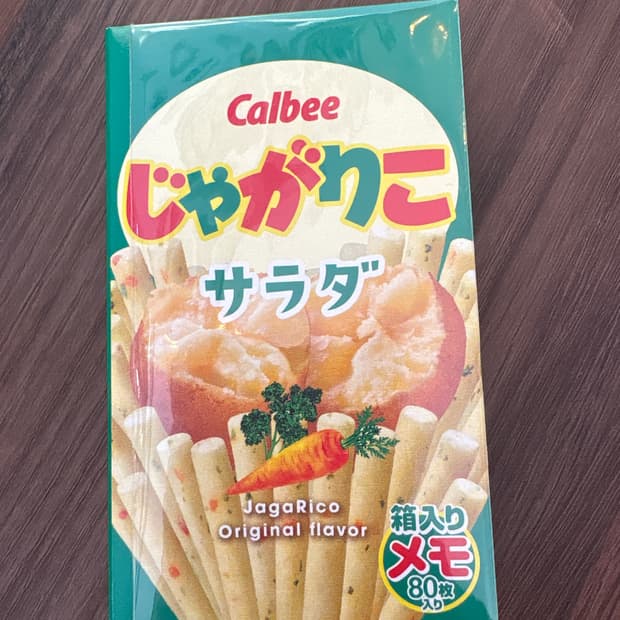 Calbee
じゃがりこ
サラダ
JagaRico
Original flavor
箱入り
メモ
80枚
入り